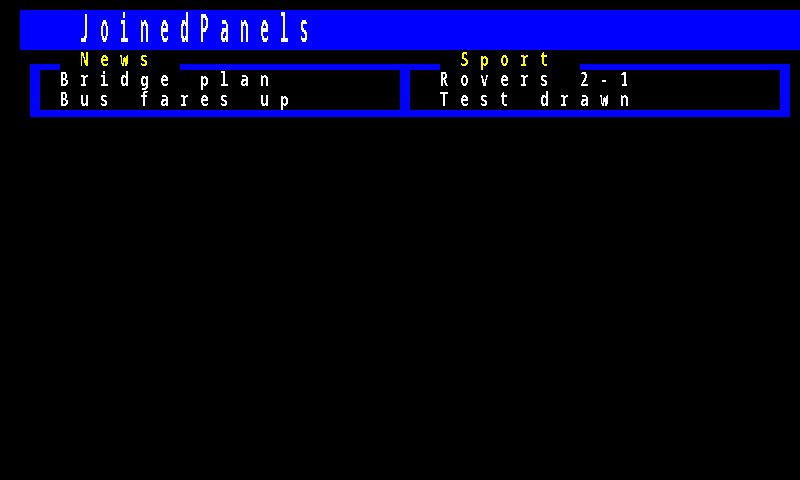 JoinedPanels
News Sport
Bridge plan Rovers 2-1
Bus fares up Test drawn